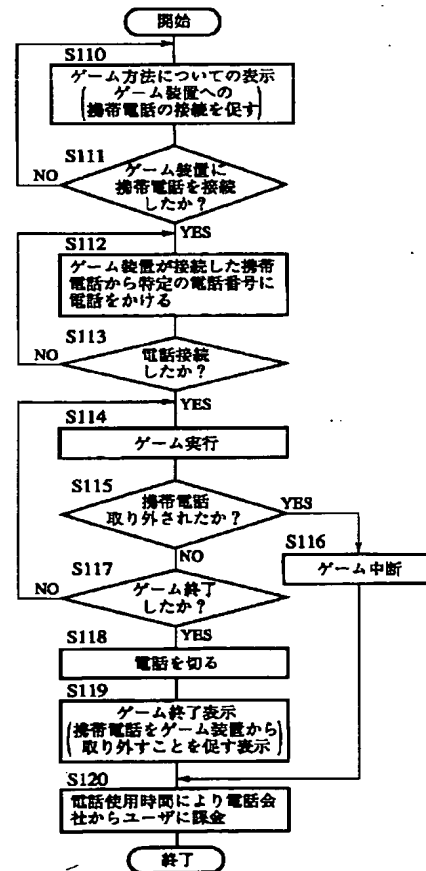 開始
S110
ゲーム方法についての表示
(ゲーム装置への
携帯電話の接続を促す)
S111
ゲーム装置に
携帯電話を接続
したか?
NO
YES
S112
ゲーム装置が接続した携帯
電話から特定の電話番号に
電話をかける
S113
電話接続
したか?
NO
YES
S114
ゲーム実行
S115
携帯電話
取り外されたか?
YES
S116
ゲーム中断
NO
S117
ゲーム終了
したか?
NO
YES
S118
電話を切る
S119
ゲーム終了表示
(携帯電話をゲーム装置から
取り外すことを促す表示)
S120
電話使用時間により電話会
社からユーザに課金
終了